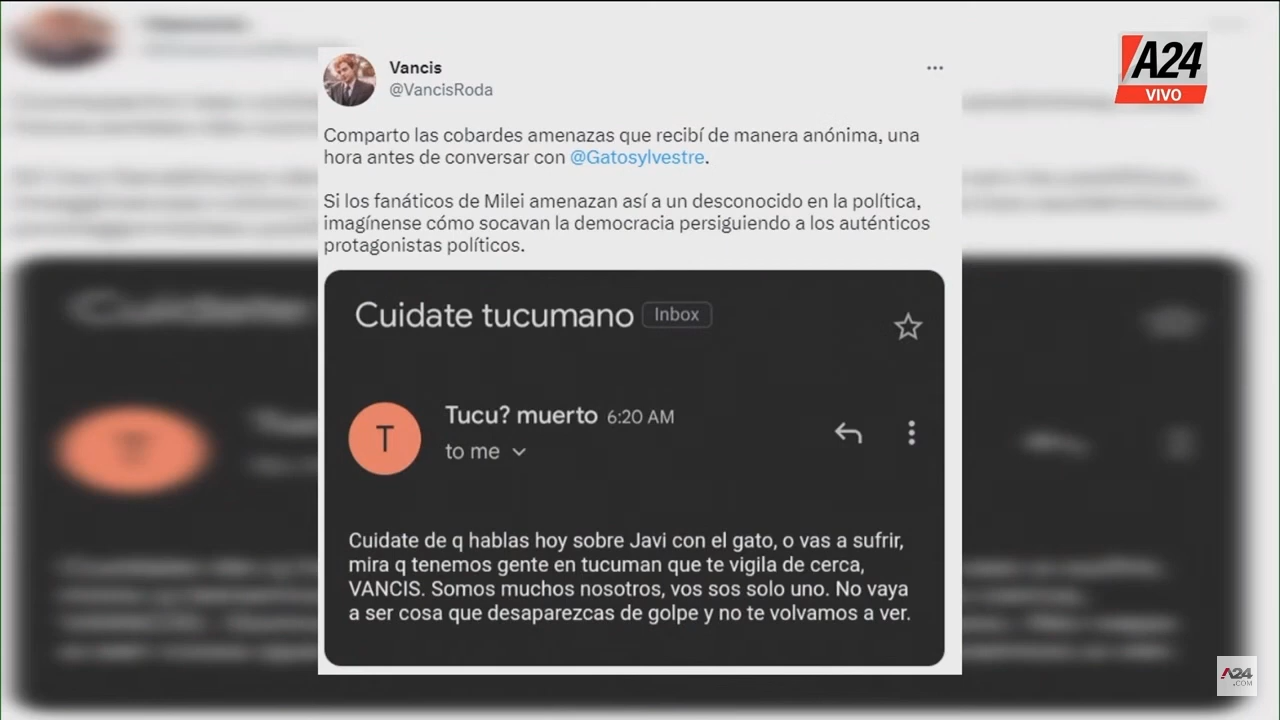 A24
VIVO
Vancis
@VancisRoda
Comparto las cobardes amenazas que recibí de manera anónima, una
hora antes de conversar con @Gatosylvestre.
Si los fanáticos de Milei amenazan así a un desconocido en la política,
imagínense cómo socavan la democracia persiguiendo a los auténticos
protagonistas políticos.
Cuidate tucumano Inbox
T
Tucu? muerto 6:20 AM
to me
Cuidate de q hablas hoy sobre Javi con el gato, o vas a sufrir,
mira q tenemos gente en tucuman que te vigila de cerca,
VANCIS. Somos muchos nosotros, vos sos solo uno. No vaya
a ser cosa que desaparezcas de golpe y no te volvamos a ver.
A24
.COM